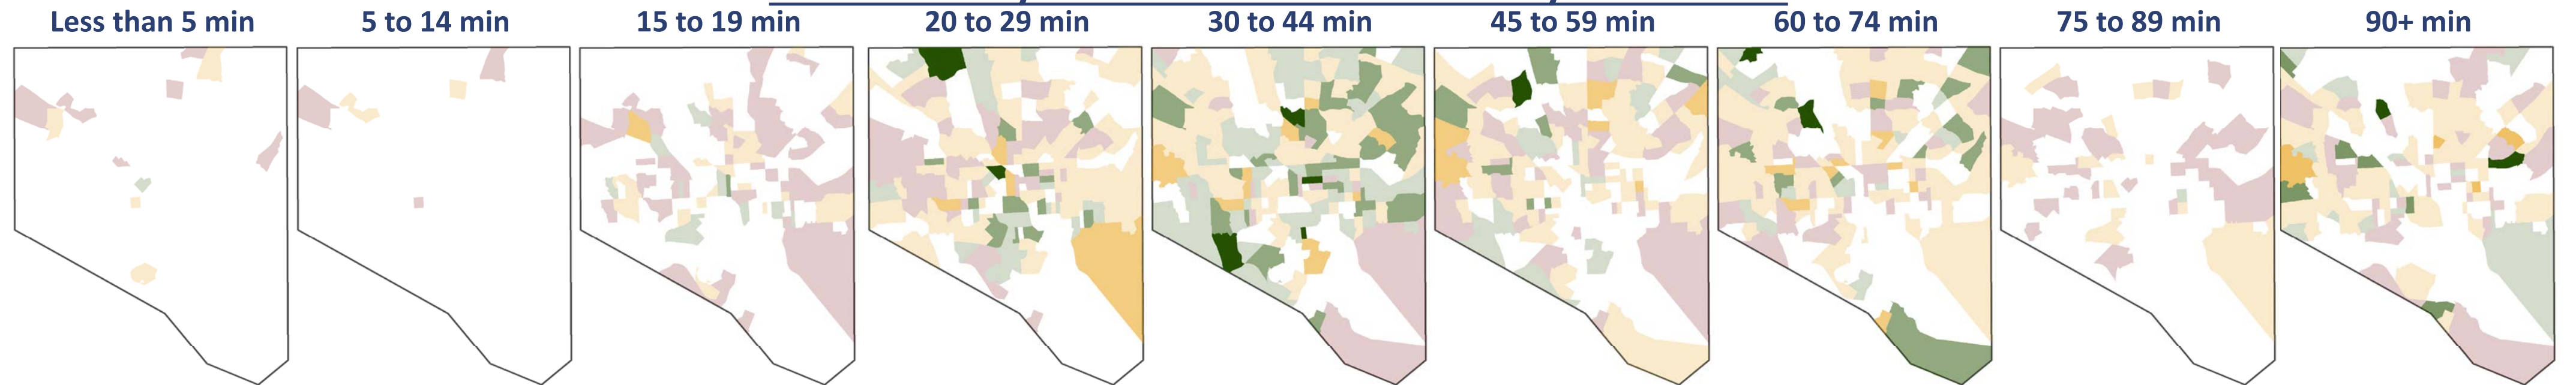 Less than 5 min
5 to 14 min
15 to 19 min
20 to 29 min
30 to 44 min
45 to 59 min
60 to 74 min
75 to 89 min
90+ min